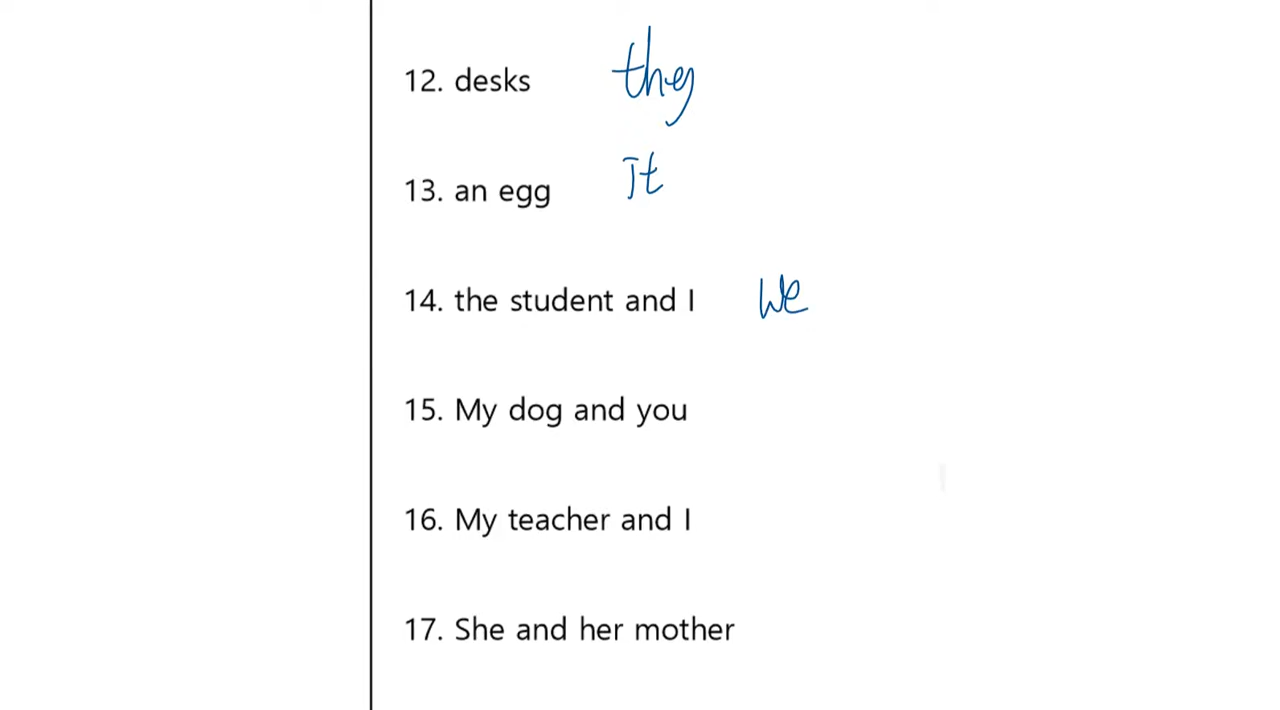 12. desks they
13. an egg It
14. the student and I We
15. My dog and you
16. My teacher and I
17. She and her mother